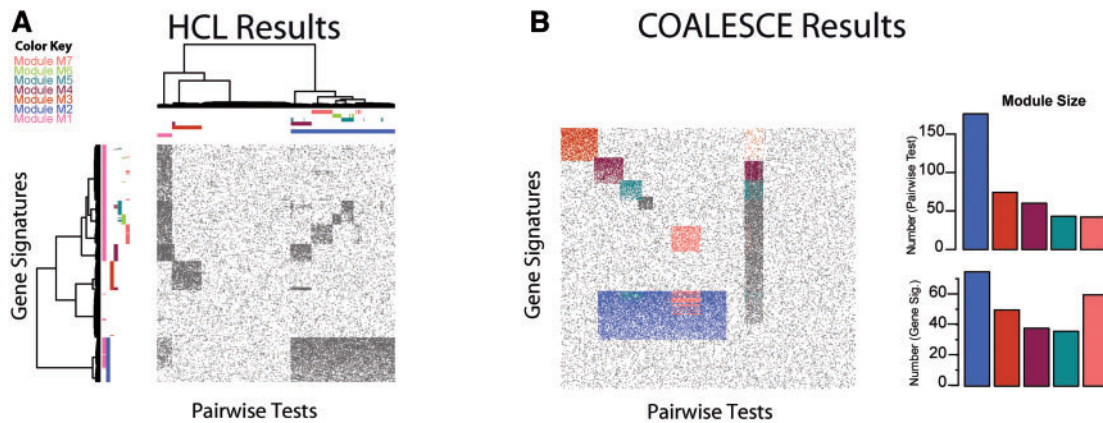 A
HCL Results
Color Key
Module M7
Module M6
Module M5
Module M4
Module M3
Module M2
Module M1
Gene Signatures
Pairwise Tests
B
COALESCE Results
Gene Signatures
Pairwise Tests
Module Size
Number (Pairwise Test)
150
100
50
0
Number (Gene Sig.)
60
40
20
0